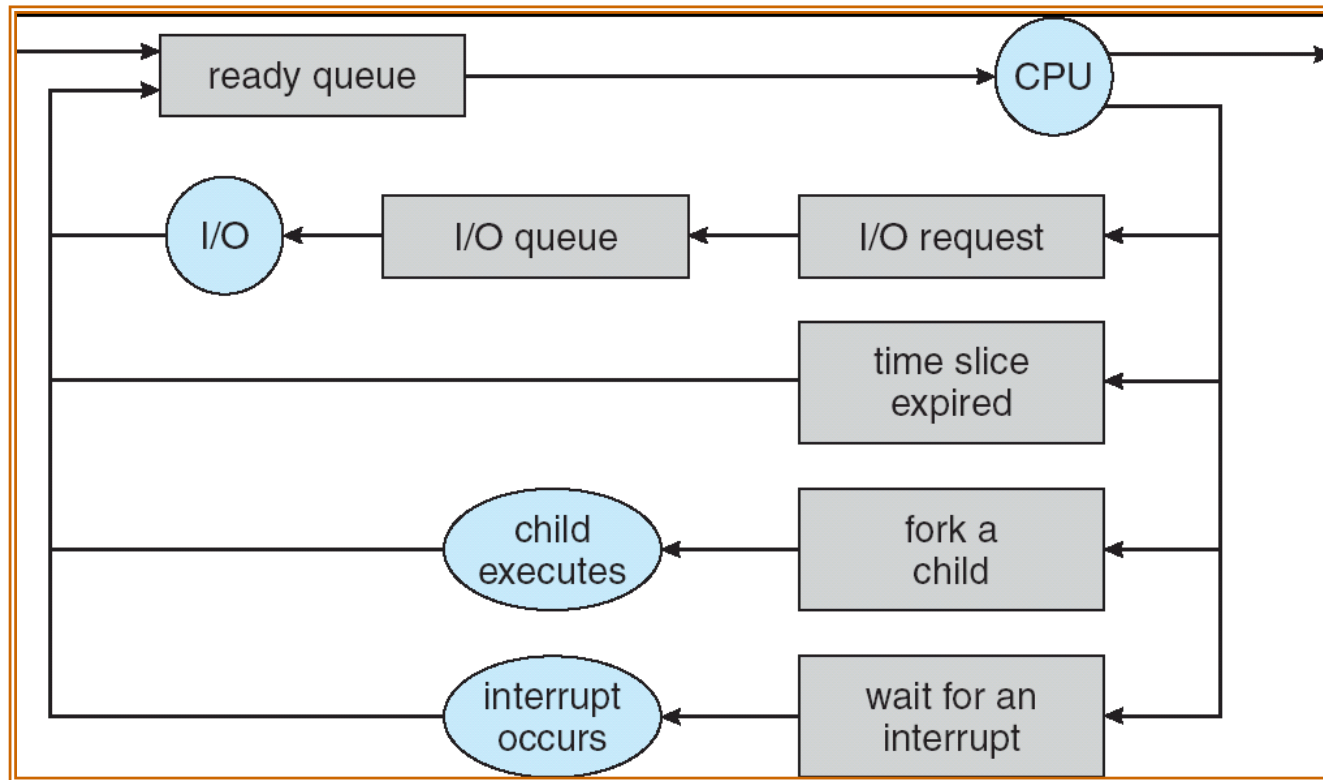 ready queue
CPU
I/O
I/O queue
I/O request
time slice
expired
child
executes
fork a
child
interrupt
occurs
wait for an
interrupt